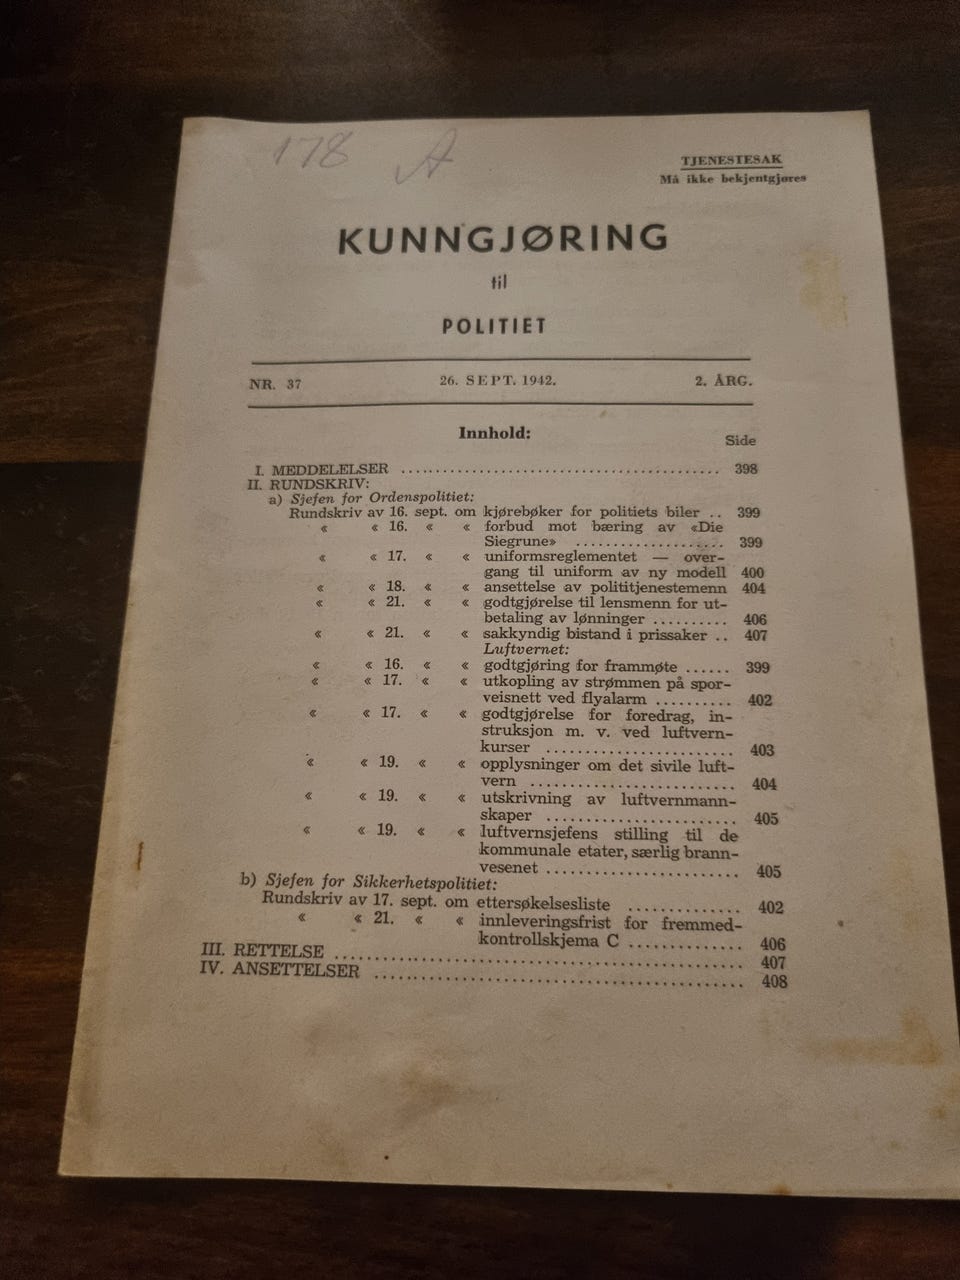 178 A
TJENESTESAK
Må ikke bekjentgjøres
KUNNGJØRING
til
POLITIET
NR. 37 26. SEPT. 1942. 2. ÅRG.
Innhold:
Side
I. MEDDELELSER ........................................ 398
II. RUNDSKRIV:
a) Sjefen for Ordenspolitiet:
Rundskriv av 16. sept. om kjørebøker for politiets biler .. 399
« « 16. « « forbud mot bæring av «Die
Siegrune» ...................... 399
« « 17. « « uniformsreglementet — over-
gang til uniform av ny modell 400
« « 18. « « ansettelse av polititjenestemenn 404
« « 21. « « godtgjørelse til lensmenn for ut-
betaling av lønninger .......... 406
« « 21. « « sakkyndig bistand i prissaker .. 407
Luftvernet:
« « 16. « « godtgjøring for frammøte ...... 399
« « 17. « « utkopling av strømmen på spor-
veisnett ved flyalarm .......... 402
« « 17. « « godtgjørelse for foredrag, in-
struksjon m. v. ved luftvern-
kurser ........................ 403
« « 19. « « opplysninger om det sivile luft-
vern .......................... 404
« « 19. « « utskrivning av luftvernmann-
skaper ........................ 405
« « 19. « « luftvernsjefens stilling til de
kommunale etater, særlig brann-
vesenet ........................ 405
b) Sjefen for Sikkerhetspolitiet:
Rundskriv av 17. sept. om ettersøkelsesliste ............. 402
« « 21. « « innleveringsfrist for fremmed-
kontrollskjema C .............. 406
III. RETTELSE .................................................. 407
IV. ANSETTELSER .............................................. 408